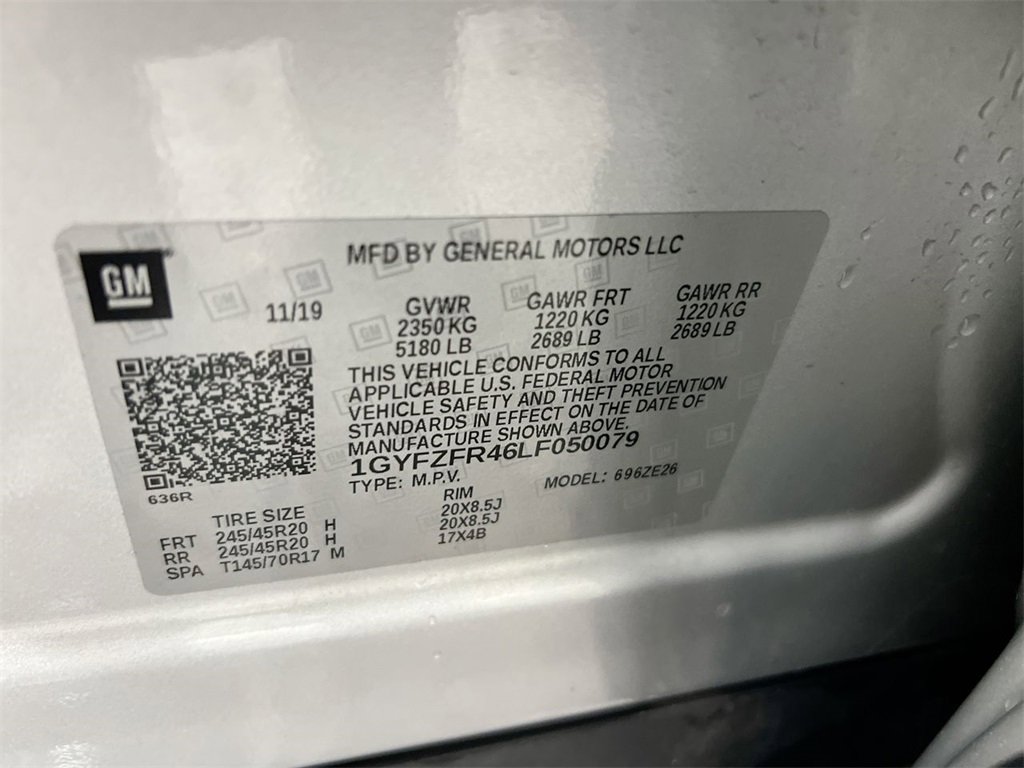 GM
MFD BY GENERAL MOTORS LLC
11/19
GVWR GAWR FRT GAWR RR
2350 KG 1220 KG 1220 KG
5180 LB 2689 LB 2689 LB
THIS VEHICLE CONFORMS TO ALL
APPLICABLE U.S. FEDERAL MOTOR
VEHICLE SAFETY AND THEFT PREVENTION
STANDARDS IN EFFECT ON THE DATE OF
MANUFACTURE SHOWN ABOVE.
1GYFZFR46LF050079
TYPE: M.P.V. MODEL: 696ZE26
636R
TIRE SIZE RIM
FRT 245/45R20 H 20X8.5J
RR 245/45R20 H 20X8.5J
SPA T145/70R17 M 17X4B